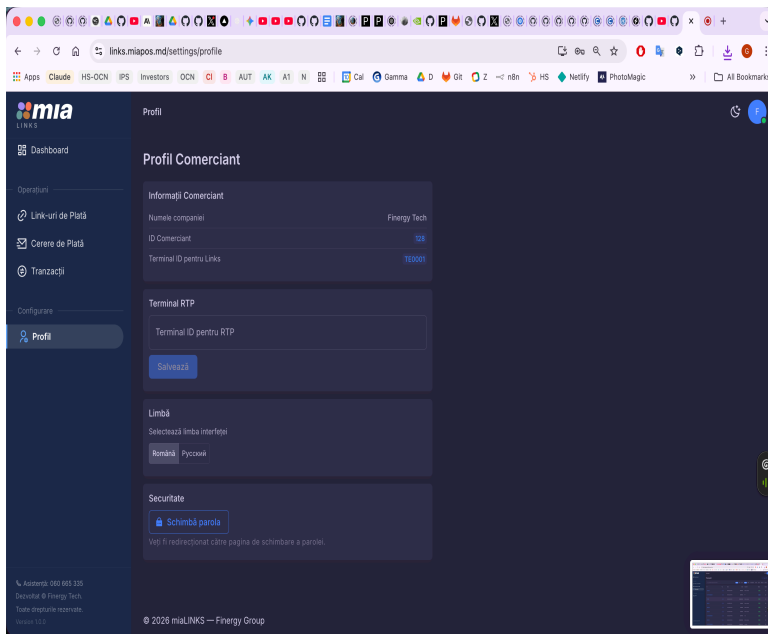 links.miapos.md/settings/profile
Apps Claude HS-OCN IPS Investors OCN CI B AUT AK A1 N Cal Gamma D Git Z n8n HS Netlify PhotoMagic » All Bookmarks
mia
LINKS
Profil
F
Dashboard
Profil Comerciant
Operațiuni
Informații Comerciant
Link-uri de Plată
Numele companiei Finergy Tech
Cerere de Plată
ID Comerciant 128
Tranzacții
Terminal ID pentru Links TE0001
Configurare
Terminal RTP
Profil
Terminal ID pentru RTP
Salvează
Limbă
Selectează limba interfeței
Română Русский
Securitate
Schimbă parola
Veți fi redirecționat către pagina de schimbare a parolei.
Asistență: 060 665 335
Dezvoltat @ Finergy Tech.
Toate drepturile rezervate.
Version 1.0.0
© 2026 miaLINKS — Finergy Group